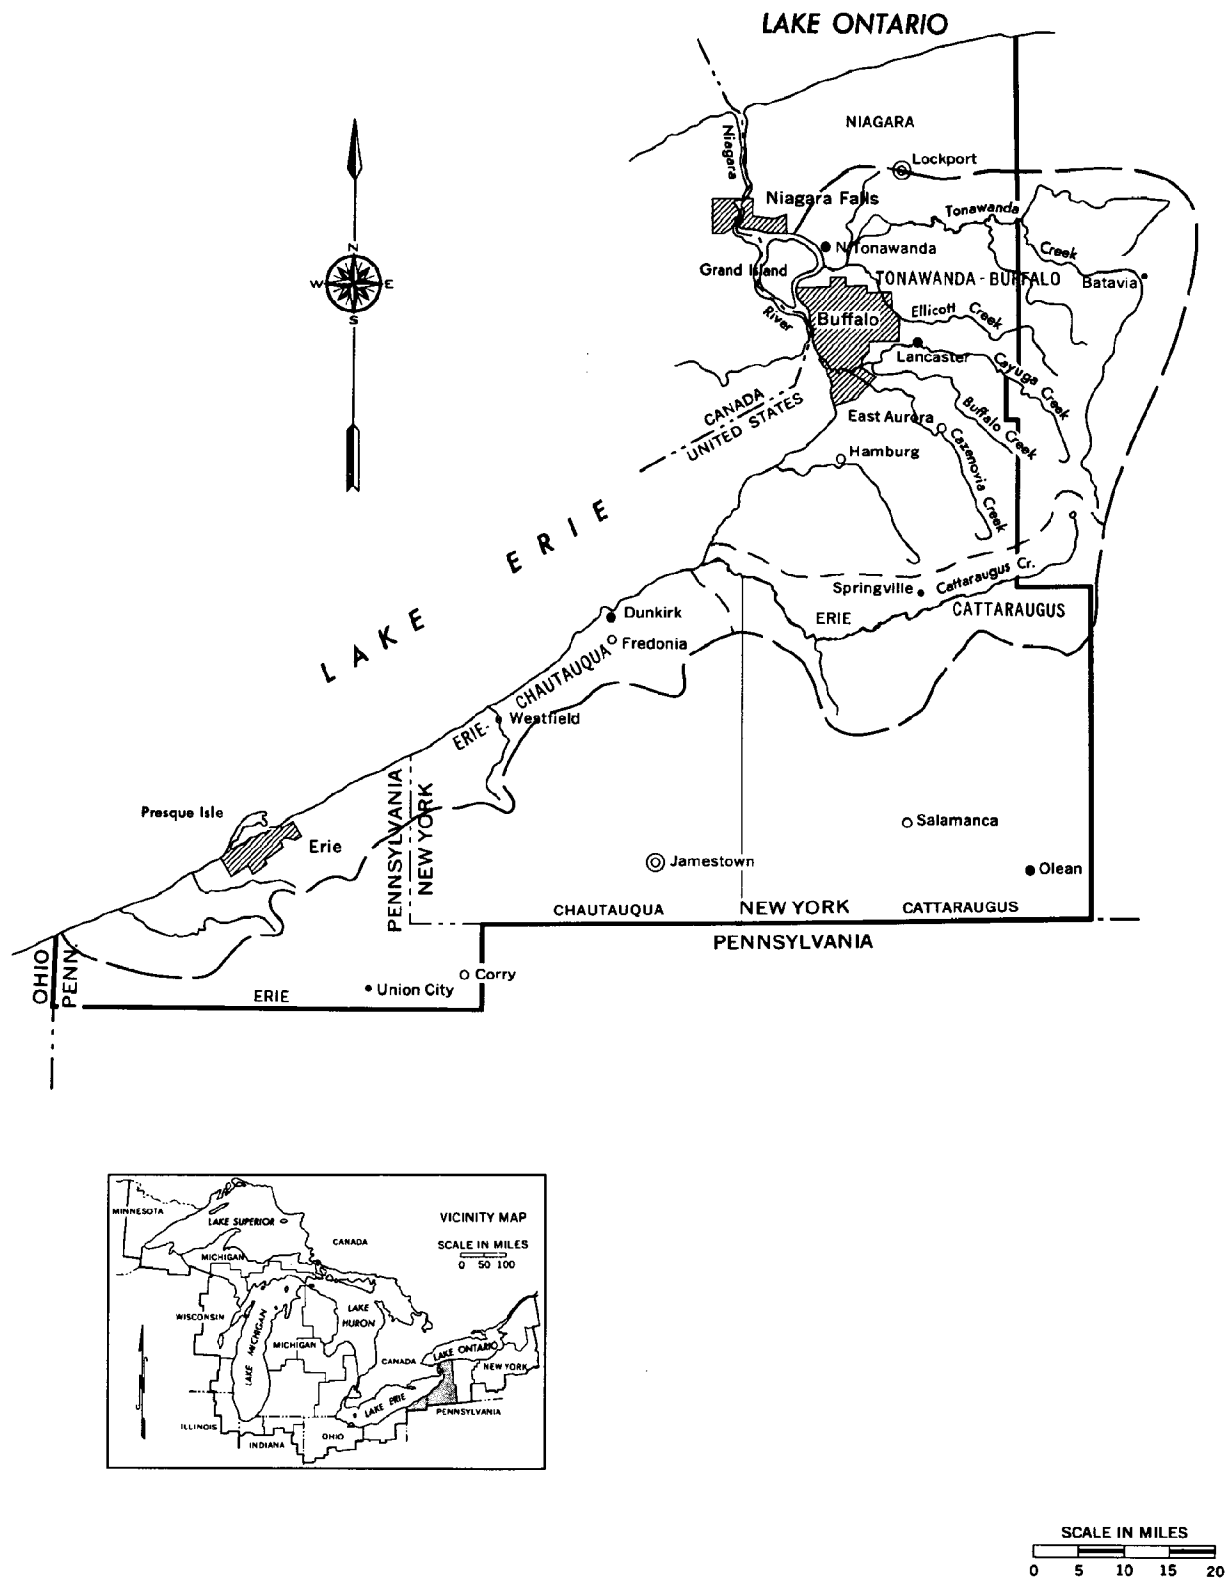 LAKE ONTARIO
NIAGARA
Niagara
Lockport
Niagara Falls
Tonawanda
Creek
N. Tonawanda
Grand Island
TONAWANDA - BUFFALO
Batavia
River
Buffalo
Ellicott Creek
Lancaster
Cayuga Creek
CANADA
UNITED STATES
East Aurora
Buffalo Creek
Hamburg
Cazenovia Creek
N
W
E
S
LAKE ERIE
Springville
Cattaraugus Cr.
ERIE
CATTARAUGUS
Dunkirk
Fredonia
ERIE - CHAUTAUQUA
Westfield
PENNSYLVANIA
NEW YORK
Presque Isle
Erie
Salamanca
Jamestown
Olean
CHAUTAUQUA
NEW YORK
CATTARAUGUS
PENNSYLVANIA
OHIO
PENN.
Corry
Union City
ERIE
MINNESOTA
LAKE SUPERIOR
VICINITY MAP
CANADA
SCALE IN MILES
0 50 100
MICHIGAN
WISCONSIN
LAKE MICHIGAN
LAKE
HURON
MICHIGAN
CANADA
LAKE ONTARIO
NEW YORK
LAKE ERIE
PENNSYLVANIA
ILLINOIS
INDIANA
OHIO
SCALE IN MILES
0 5 10 15 20